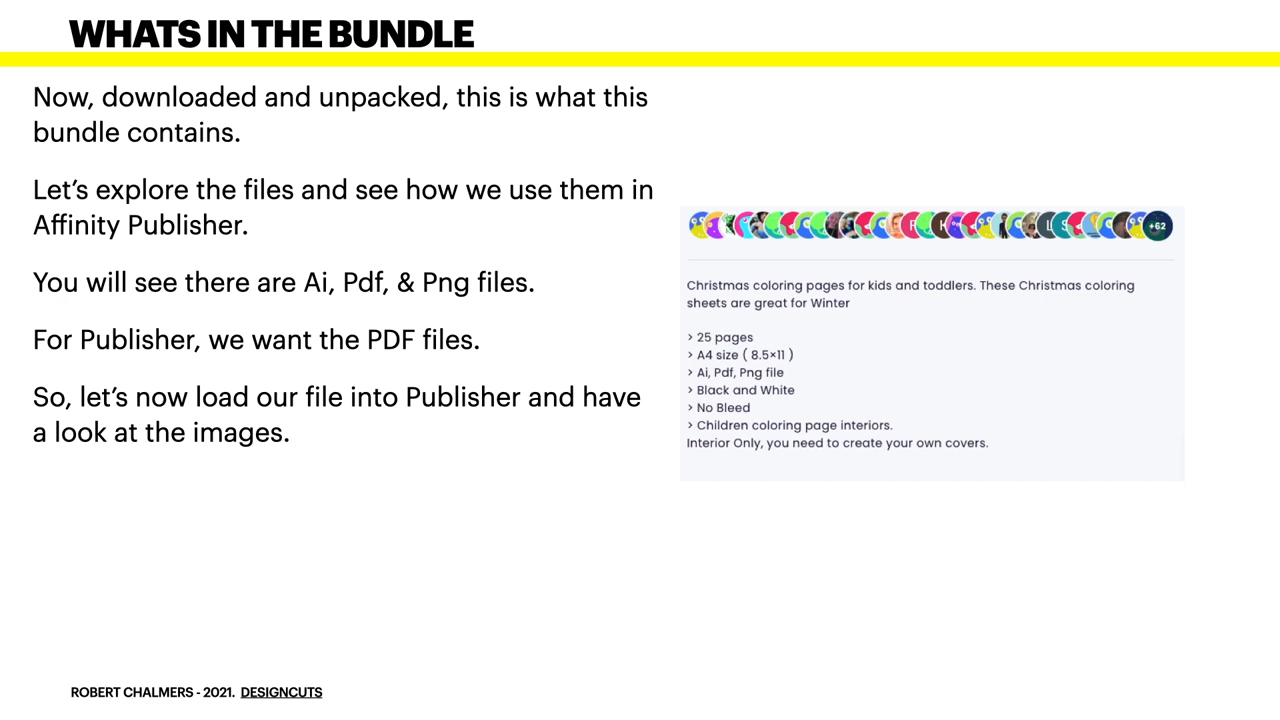 WHATS IN THE BUNDLE
Now, downloaded and unpacked, this is what this
bundle contains.
Let’s explore the files and see how we use them in
Affinity Publisher.
You will see there are Ai, Pdf, & Png files.
For Publisher, we want the PDF files.
So, let’s now load our file into Publisher and have
a look at the images.
+62
Christmas coloring pages for kids and toddlers. These Christmas coloring
sheets are great for Winter
> 25 pages
> A4 size ( 8.5×11 )
> Ai, Pdf, Png file
> Black and White
> No Bleed
> Children coloring page interiors.
Interior Only, you need to create your own covers.
ROBERT CHALMERS - 2021. DESIGNCUTS